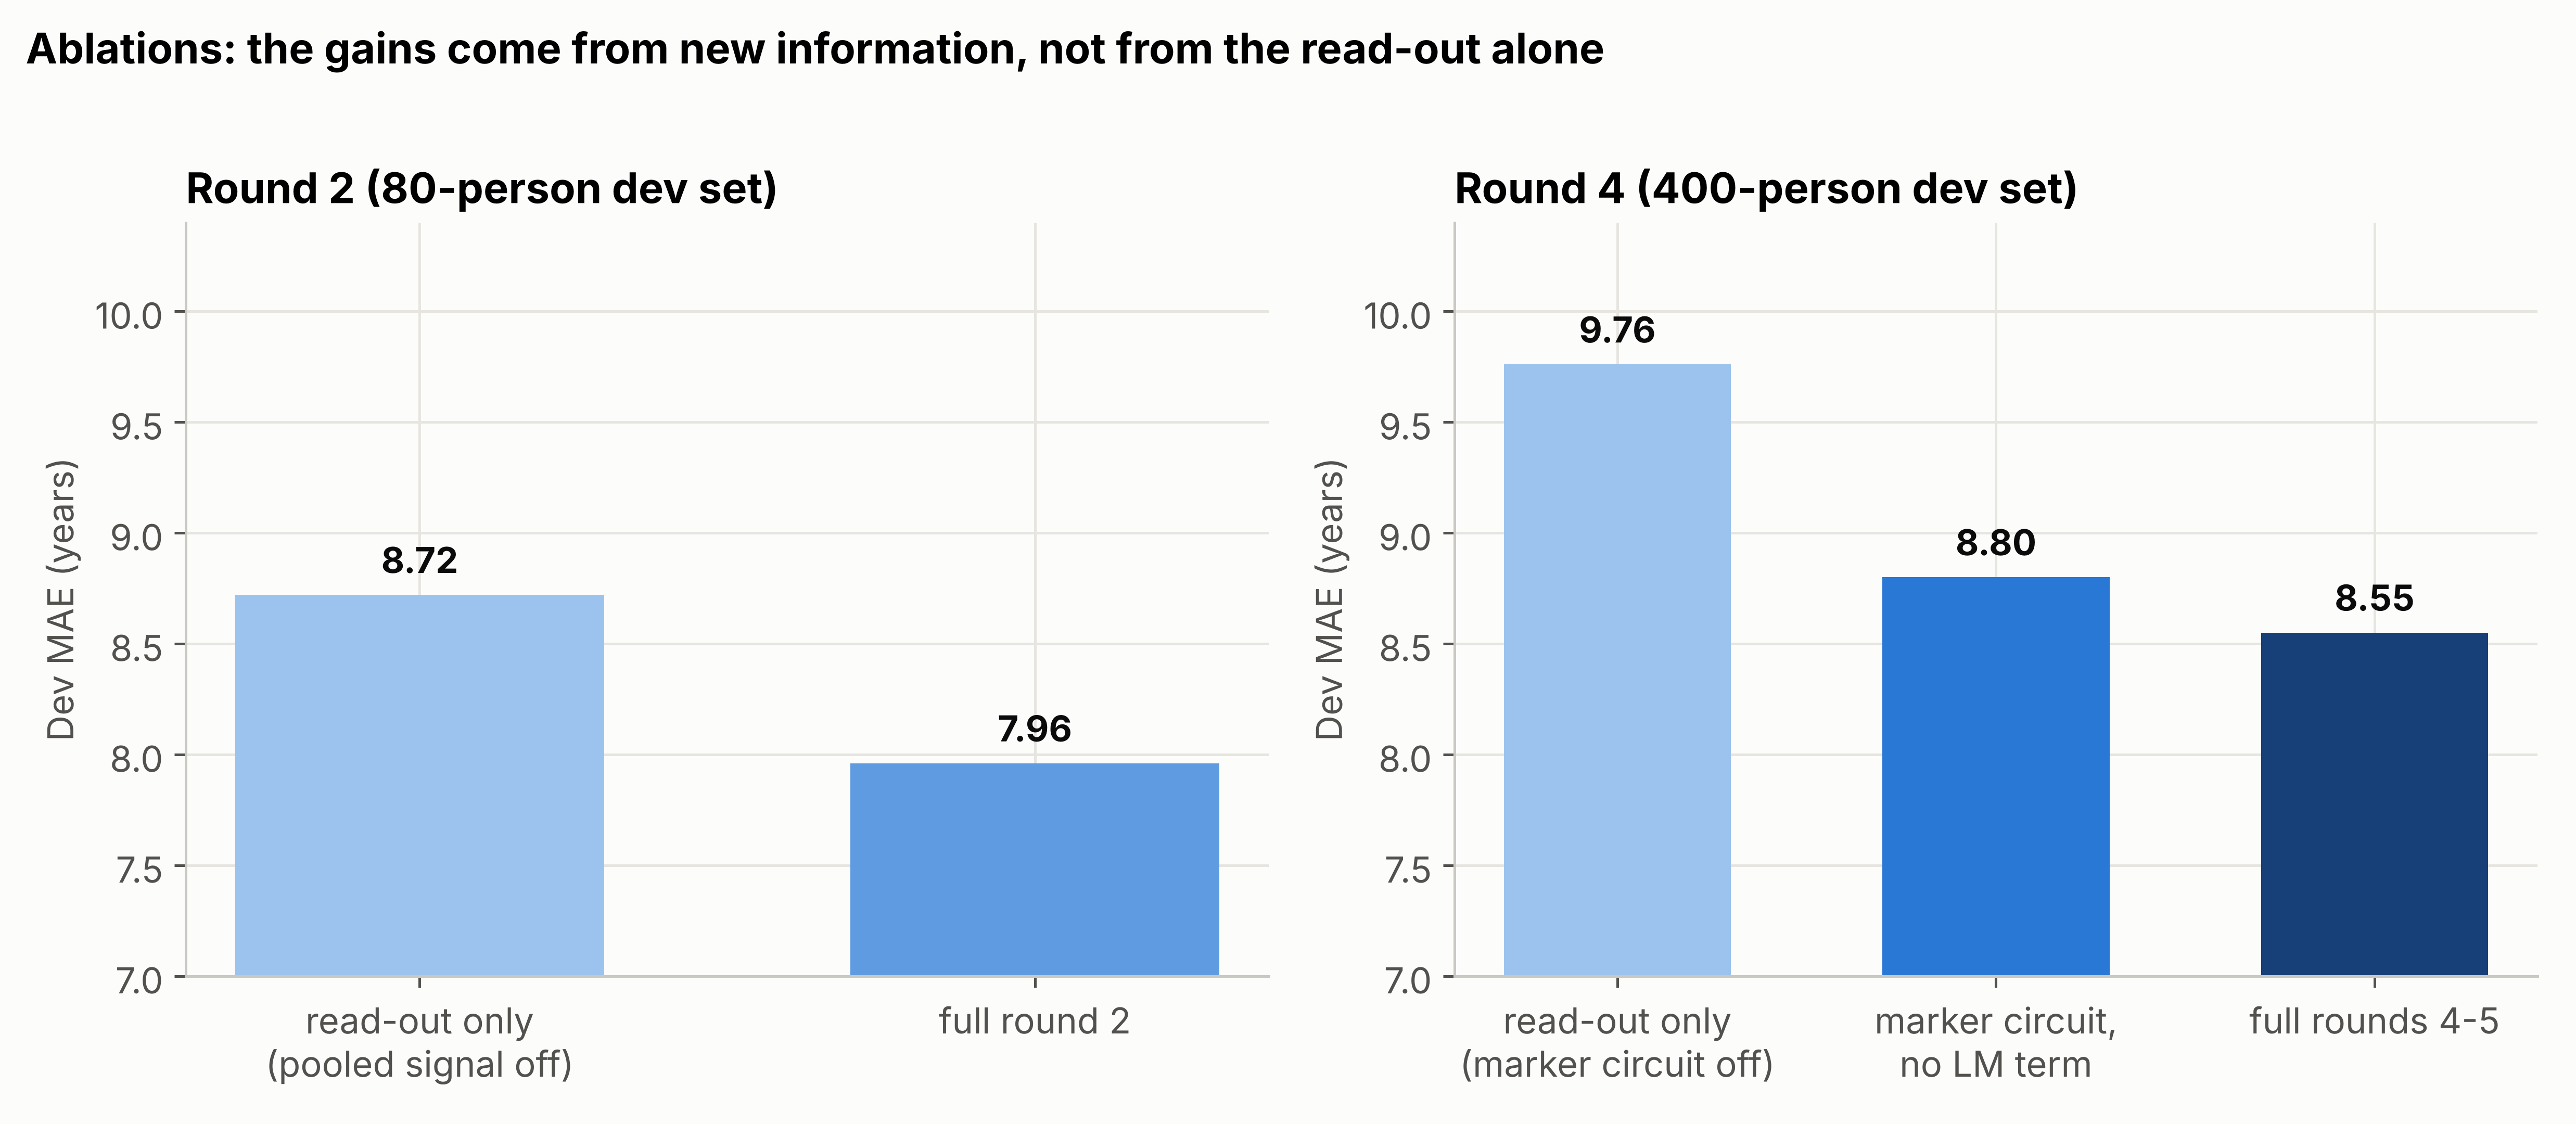 Ablations: the gains come from new information, not from the read-out alone
Round 2 (80-person dev set)
Dev MAE (years)
10.0
9.5
9.0
8.5
8.0
7.5
7.0
8.72
7.96
read-out only
(pooled signal off)
full round 2
Round 4 (400-person dev set)
Dev MAE (years)
10.0
9.5
9.0
8.5
8.0
7.5
7.0
9.76
8.80
8.55
read-out only
(marker circuit off)
marker circuit,
no LM term
full rounds 4-5